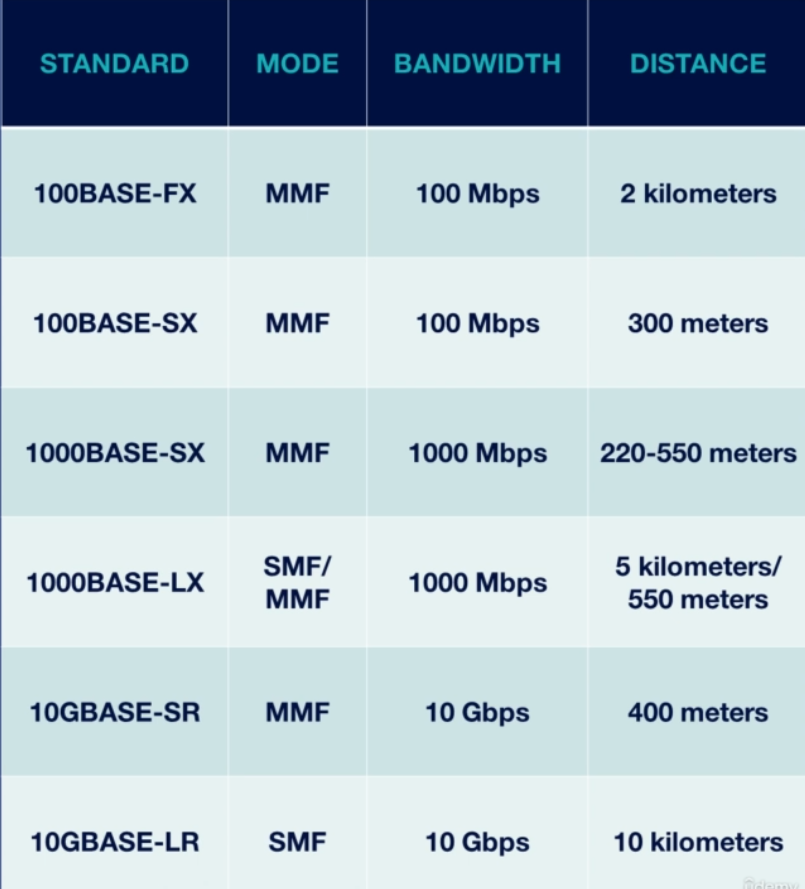 STANDARD MODE BANDWIDTH DISTANCE
100BASE-FX MMF 100 Mbps 2 kilometers
100BASE-SX MMF 100 Mbps 300 meters
1000BASE-SX MMF 1000 Mbps 220-550 meters
1000BASE-LX SMF/ MMF 1000 Mbps 5 kilometers/ 550 meters
10GBASE-SR MMF 10 Gbps 400 meters
10GBASE-LR SMF 10 Gbps 10 kilometers